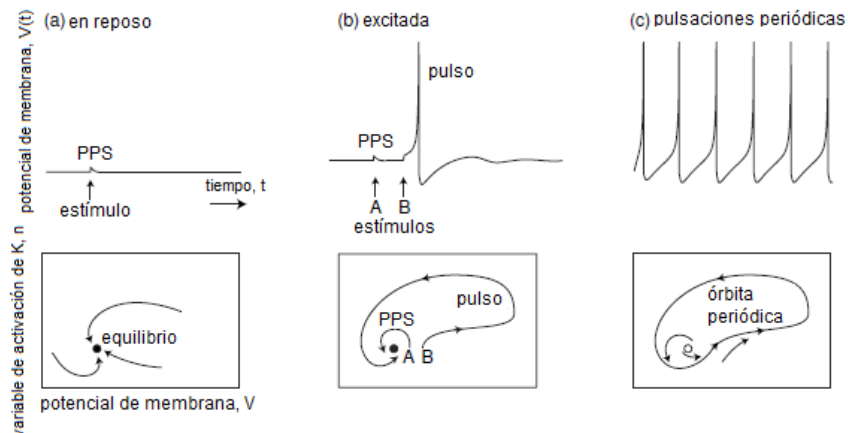 (a) en reposo
(b) excitada
(c) pulsaciones periódicas
potencial de membrana, V(t)
PPS
estímulo
tiempo, t
pulso
PPS
A
B
estímulos
variable de activación de K, n
equilibrio
potencial de membrana, V
pulso
PPS
A B
órbita
periódica